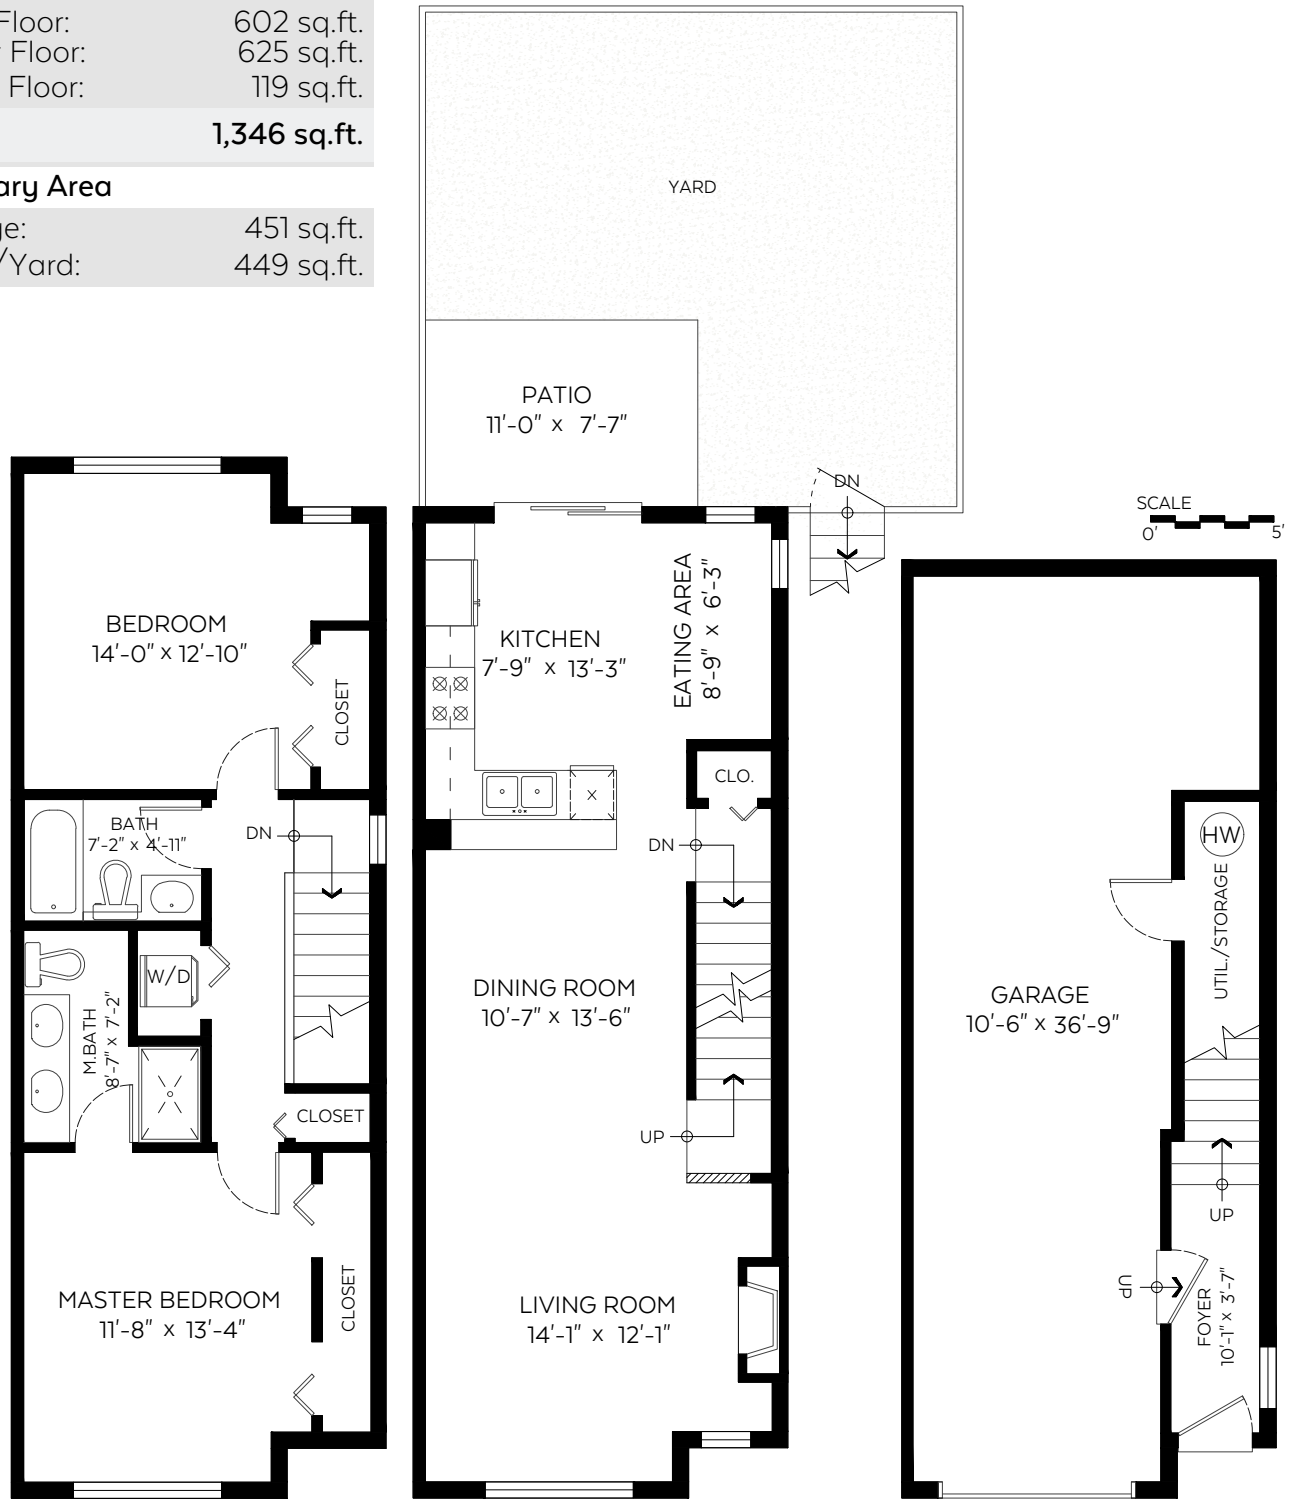 Floor: 602 sq.ft.
Floor: 625 sq.ft.
Floor: 119 sq.ft.
1,346 sq.ft.
ary Area
ge: 451 sq.ft.
/Yard: 449 sq.ft.
YARD
PATIO
11'-0" x 7'-7"
DN
SCALE
0' 5'
BEDROOM
14'-0" x 12'-10"
CLOSET
BATH
7'-2" x 4'-11"
DN
W/D
M.BATH
8'-7" x 7'-2"
CLOSET
MASTER BEDROOM
11'-8" x 13'-4"
CLOSET
KITCHEN
7'-9" x 13'-3"
EATING AREA
8'-9" x 6'-3"
X
CLO.
DN
DINING ROOM
10'-7" x 13'-6"
UP
LIVING ROOM
14'-1" x 12'-1"
HW
UTIL./STORAGE
GARAGE
10'-6" x 36'-9"
UP
UP
FOYER
10'-1" x 3'-7"